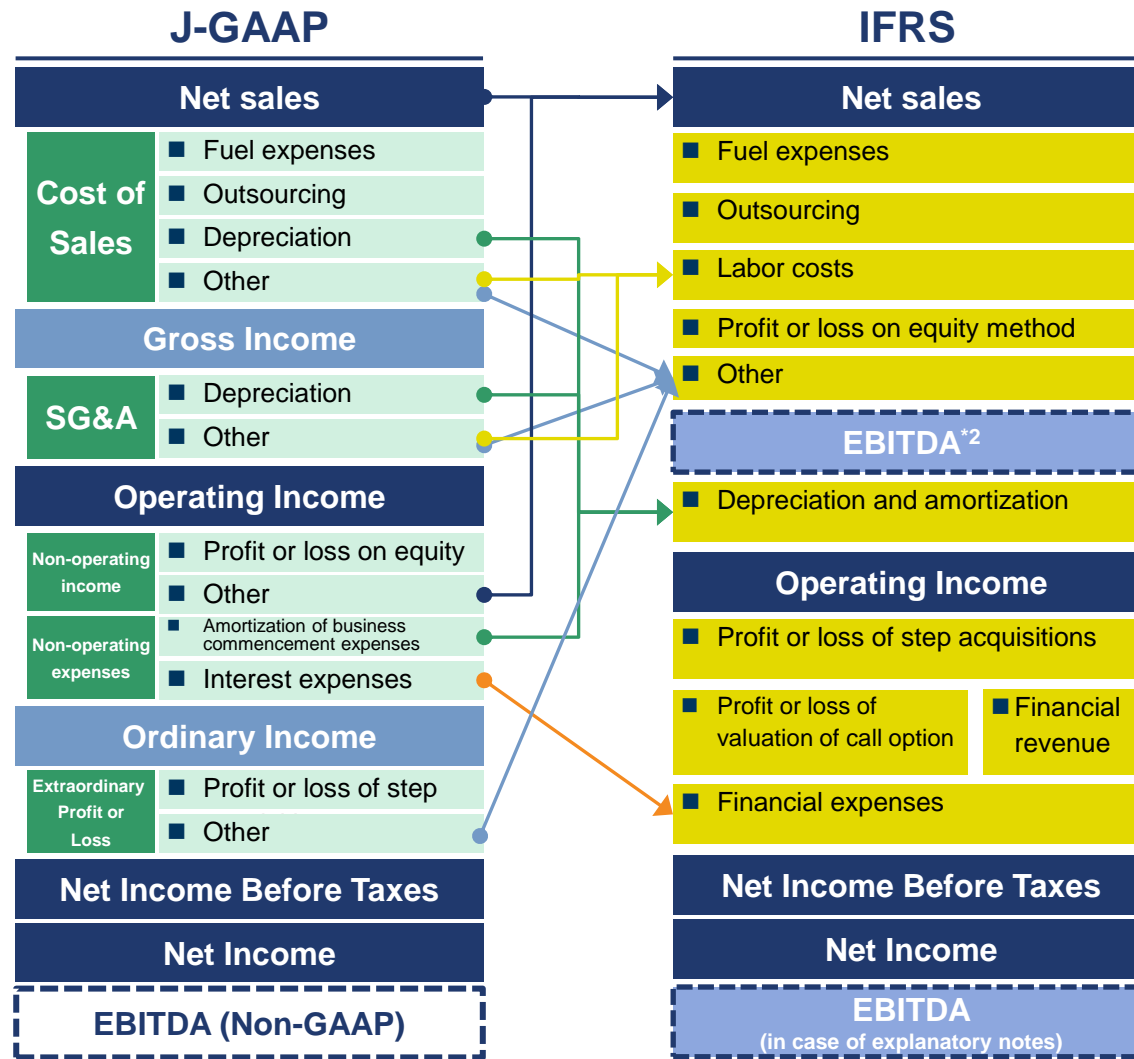 J-GAAP
Net sales
Cost of
Sales
■ Fuel expenses
■ Outsourcing
■ Depreciation
■ Other
Gross Income
SG&A
■ Depreciation
■ Other
Operating Income
Non-operating
income
■ Profit or loss on equity
■ Other
Non-operating
expenses
■ Amortization of business
commencement expenses
■ Interest expenses
Ordinary Income
Extraordinary
Profit or
Loss
■ Profit or loss of step
■ Other
Net Income Before Taxes
Net Income
EBITDA (Non-GAAP)
IFRS
Net sales
■ Fuel expenses
■ Outsourcing
■ Labor costs
■ Profit or loss on equity method
■ Other
EBITDA*2
■ Depreciation and amortization
Operating Income
■ Profit or loss of step acquisitions
■ Profit or loss of
valuation of call option
■ Financial
revenue
■ Financial expenses
Net Income Before Taxes
Net Income
EBITDA
(in case of explanatory notes)